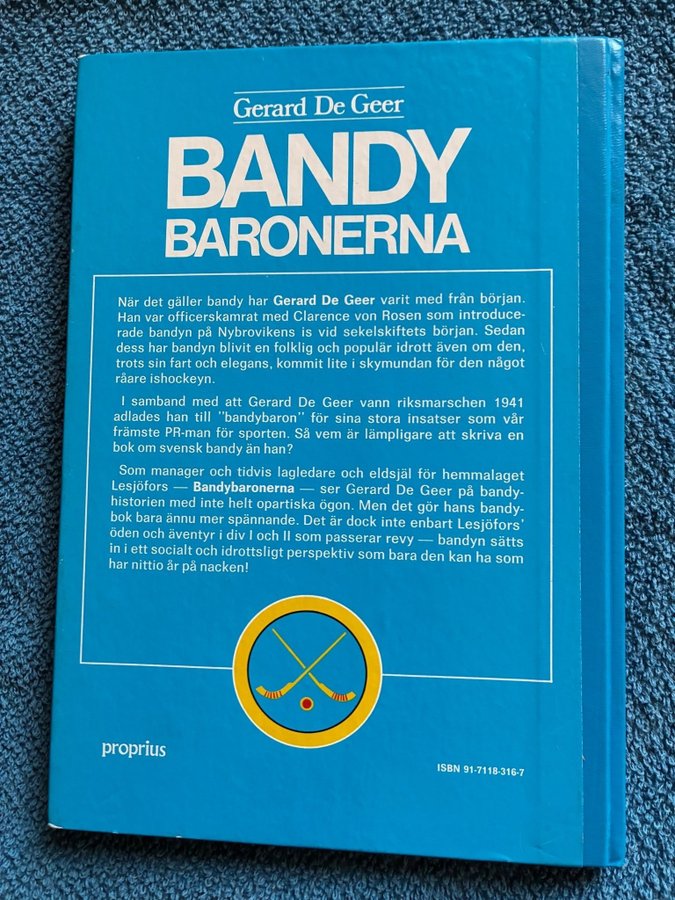 Gerard De Geer
BANDY
BARONERNA
När det gäller bandy har Gerard De Geer varit med från början.
Han var officerskamrat med Clarence von Rosen som introduce-
rade bandyn på Nybrovikens is vid sekelskiftets början. Sedan
dess har bandyn blivit en folklig och populär idrott även om den,
trots sin fart och elegans, kommit lite i skymundan för den något
råare ishockeyn.
I samband med att Gerard De Geer vann riksmarschen 1941
adlades han till "bandybaron" för sina stora insatser som vår
främste PR-man för sporten. Så vem är lämpligare att skriva en
bok om svensk bandy än han?
Som manager och tidvis lagledare och eldsjäl för hemmalaget
Lesjöfors — Bandybaronerna — ser Gerard De Geer på bandy-
historien med inte helt opartiska ögon. Men det gör hans bandy-
bok bara ännu mer spännande. Det är dock inte enbart Lesjöfors'
öden och äventyr i div I och II som passerar revy — bandyn sätts
in i ett socialt och idrottsligt perspektiv som bara den kan ha som
har nittio år på nacken!
proprius
ISBN 91-7118-316-7